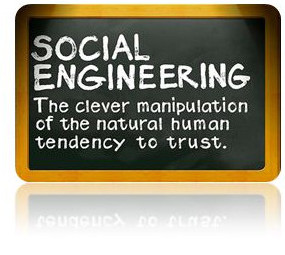 SOCIAL
ENGINEERING
The clever manipulation
of the natural human
tendency to trust.